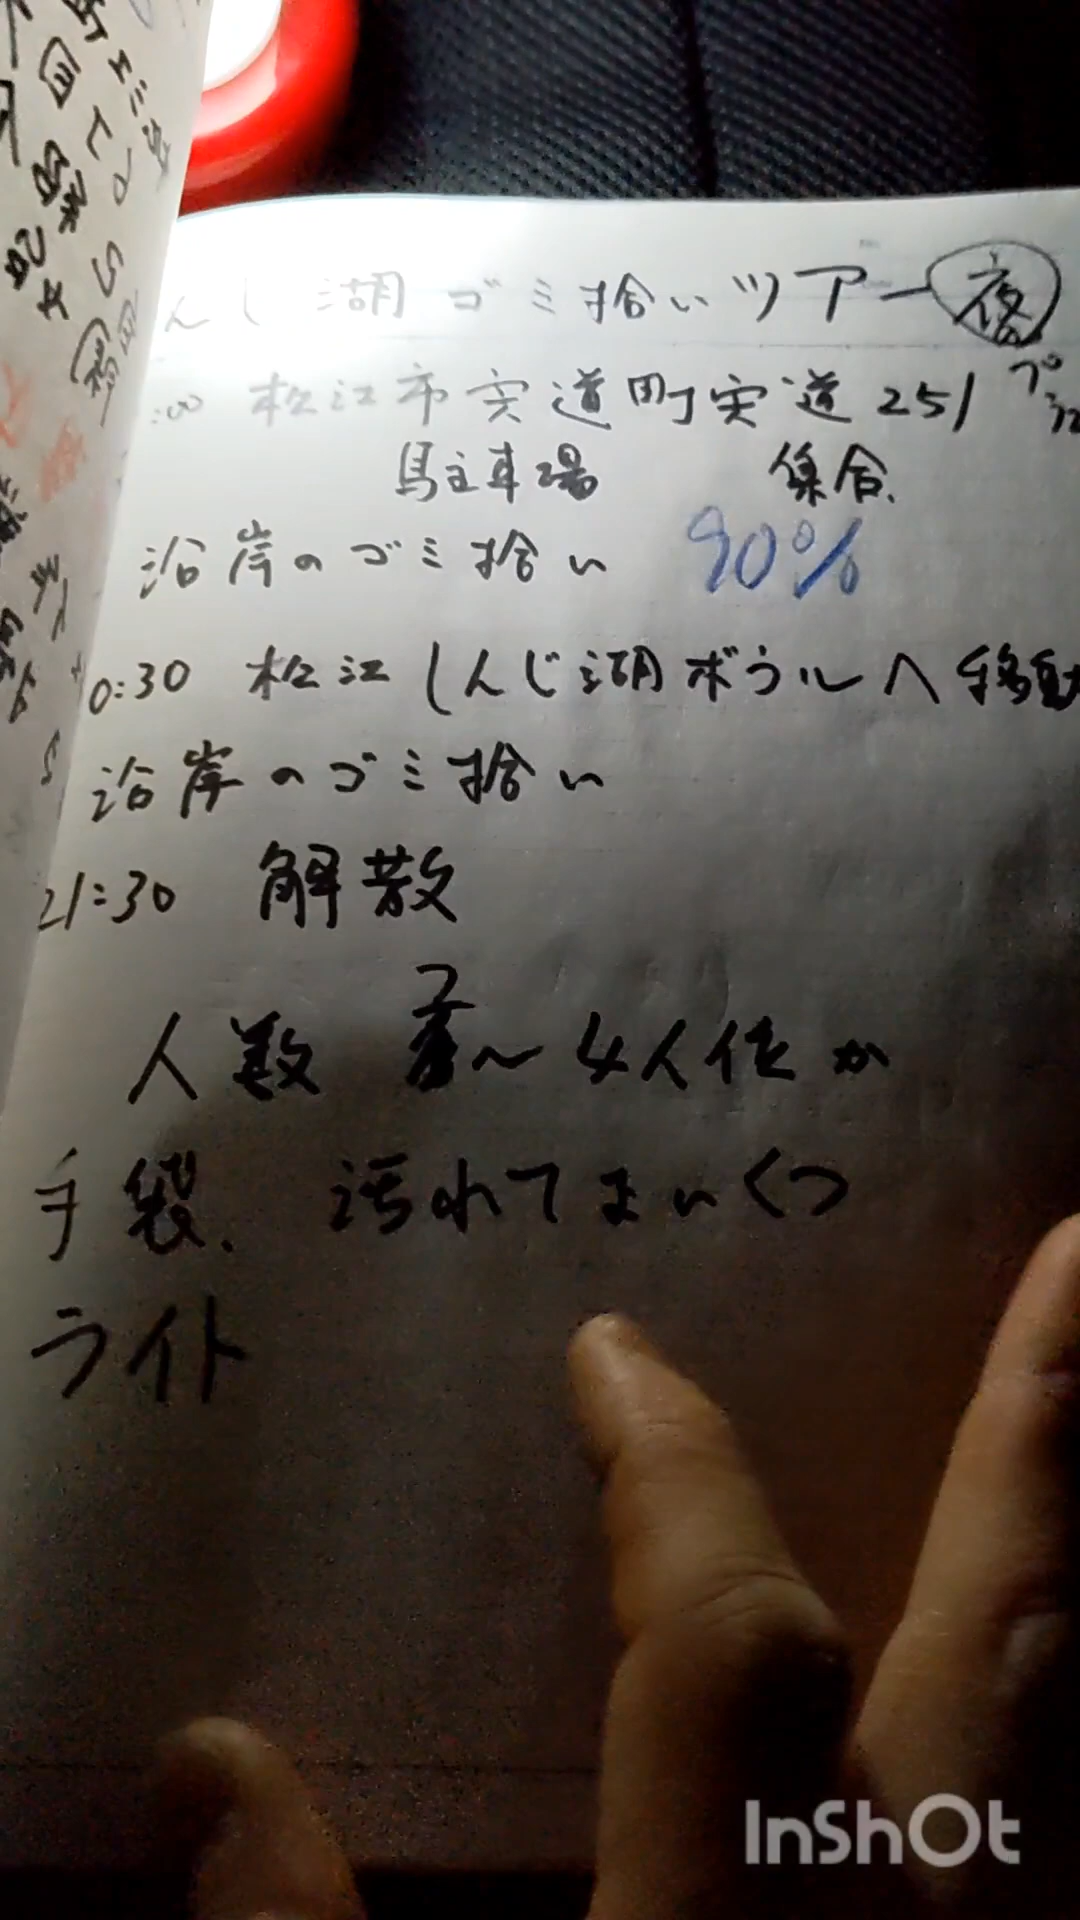 んじ湖ゴミ拾いツアー 夜
:00 松江市宍道町宍道251
駐車場 集合、
沿岸のゴミ拾い 90%
0:30 松江しんじ湖ボウルへ移動
沿岸のゴミ拾い
21:30 解散
人数 2〜4人位か
手袋、 汚れてよいくつ
ライト
InShOt